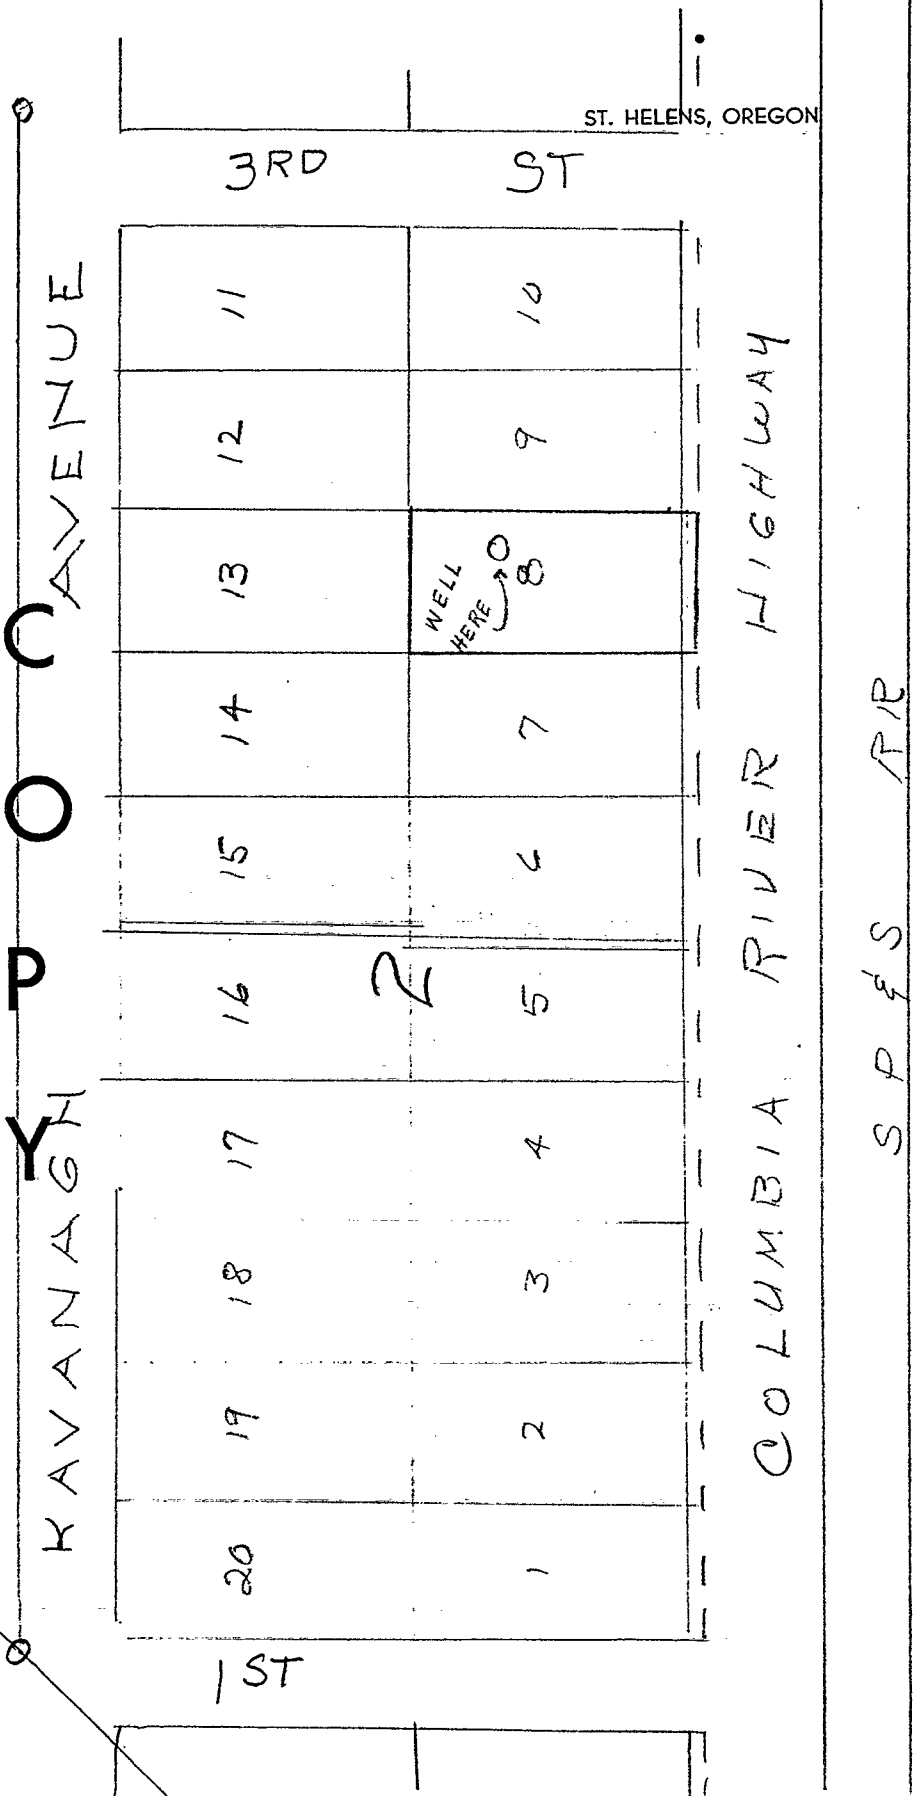 ST. HELENS, OREGON
3RD ST
11 10
12 9
13 8
WELL
HERE
14 7
15 6
2
16 5
17 4
18 3
19 2
20 1
1ST
KAVANAGH AVENUE
COPY
COLUMBIA RIVER HIGHWAY
S P & S RR